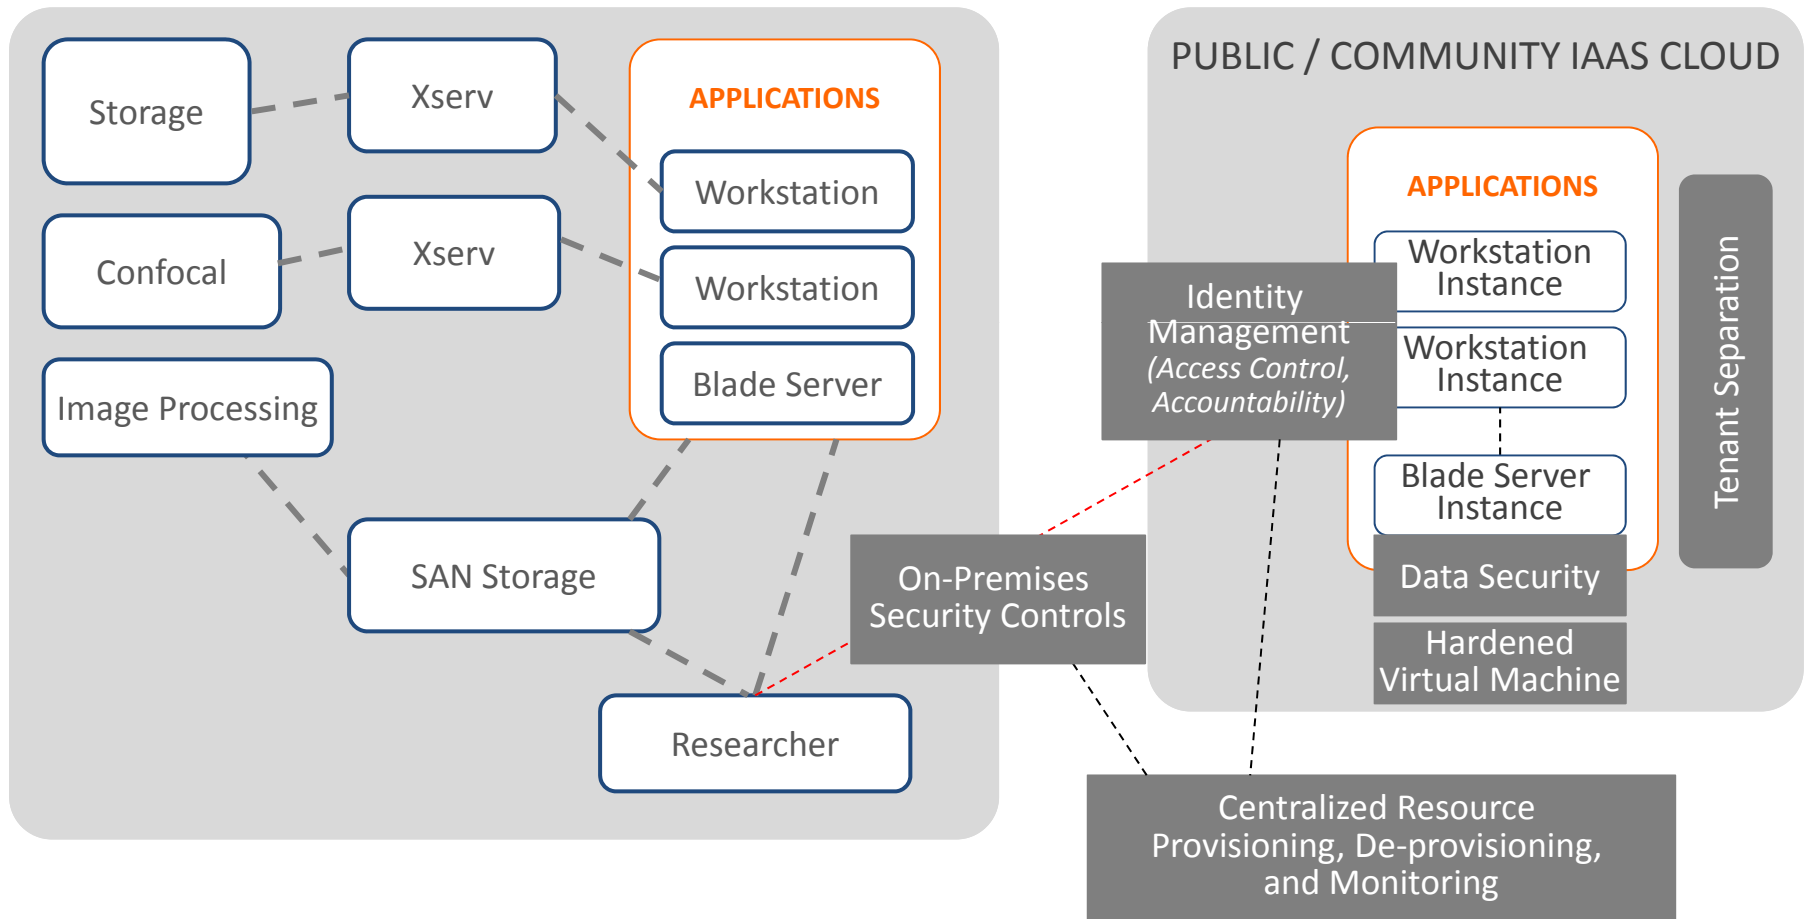 Storage
Xserv
APPLICATIONS
Workstation
Confocal
Xserv
Workstation
Image Processing
Blade Server
SAN Storage
Researcher
On-Premises
Security Controls
PUBLIC / COMMUNITY IAAS CLOUD
APPLICATIONS
Workstation
Instance
Identity
Management
(Access Control,
Accountability)
Workstation
Instance
Blade Server
Instance
Tenant Separation
Data Security
Hardened
Virtual Machine
Centralized Resource
Provisioning, De-provisioning,
and Monitoring